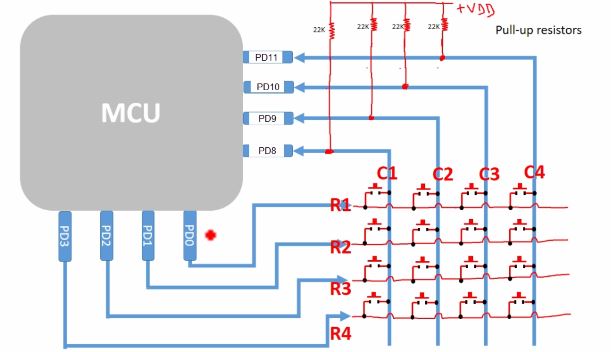 +VDD
22K 22K 22K 22K Pull-up resistors
PD11
PD10
MCU
PD9
PD8
C1 C2 C3 C4
R1
PD3 PD2 PD1 PD0
R2
R3
R4